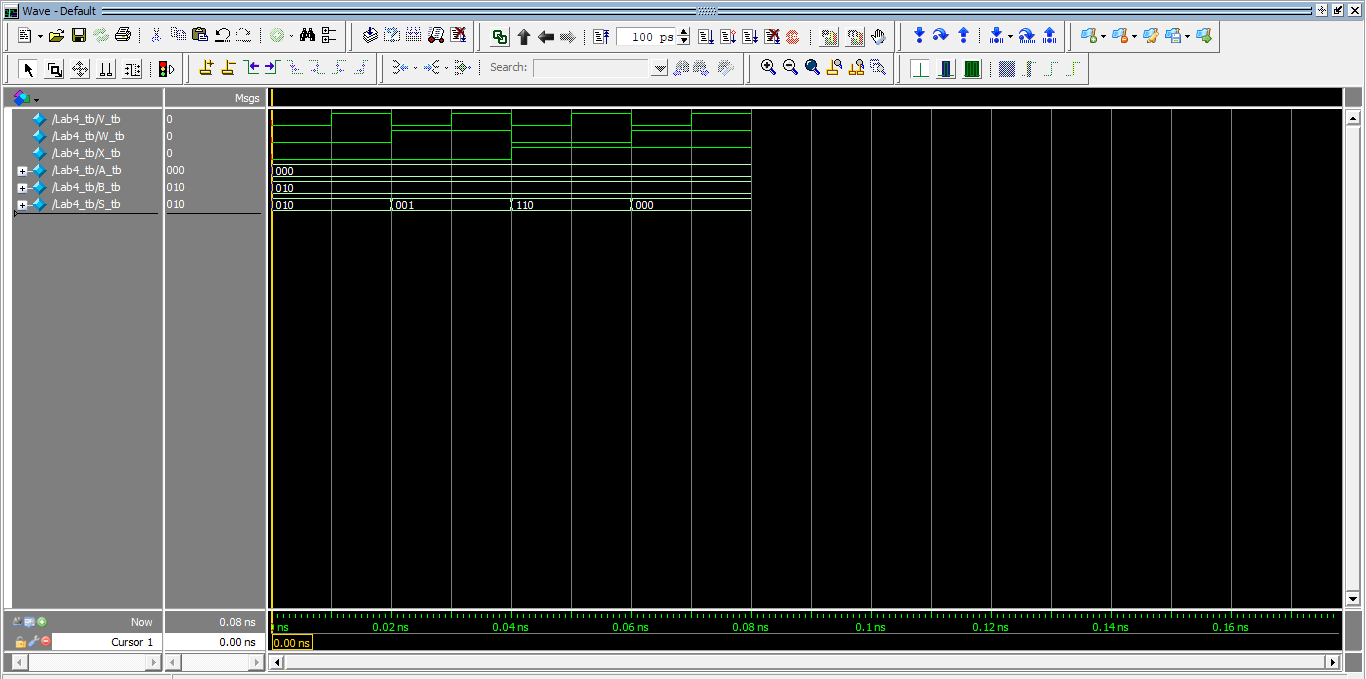 Wave - Default
100 ps
Search:
Msgs
/Lab4_tb/V_tb 0
/Lab4_tb/W_tb 0
/Lab4_tb/X_tb 0
/Lab4_tb/A_tb 000 000
/Lab4_tb/B_tb 010 010
/Lab4_tb/S_tb 010 010 001 110 000
Now 0.08 ns ns 0.02 ns 0.04 ns 0.06 ns 0.08 ns 0.1 ns 0.12 ns 0.14 ns 0.16 ns
Cursor 1 0.00 ns 0.00 ns